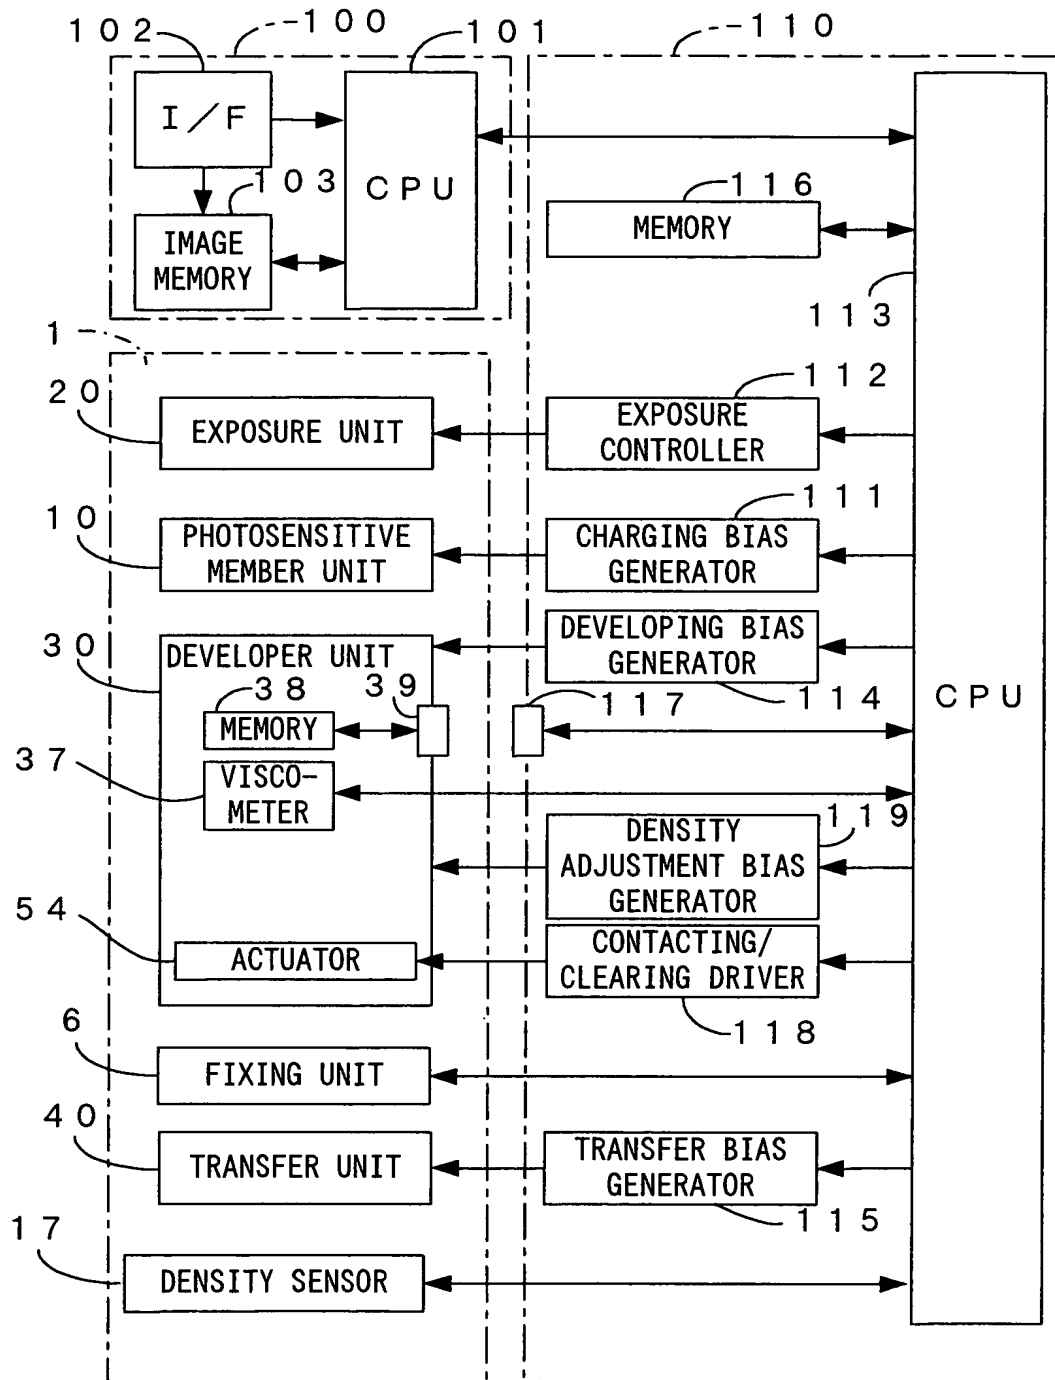 102
100
101
110
I/F
CPU
103
IMAGE
MEMORY
116
MEMORY
113
1
20
EXPOSURE UNIT
112
EXPOSURE
CONTROLLER
10
PHOTOSENSITIVE
MEMBER UNIT
111
CHARGING BIAS
GENERATOR
30
DEVELOPER UNIT
DEVELOPING BIAS
GENERATOR
114
CPU
38
39
MEMORY
117
37
VISCO-
METER
119
DENSITY
ADJUSTMENT BIAS
GENERATOR
54
ACTUATOR
CONTACTING/
CLEARING DRIVER
118
6
FIXING UNIT
40
TRANSFER UNIT
TRANSFER BIAS
GENERATOR
115
17
DENSITY SENSOR